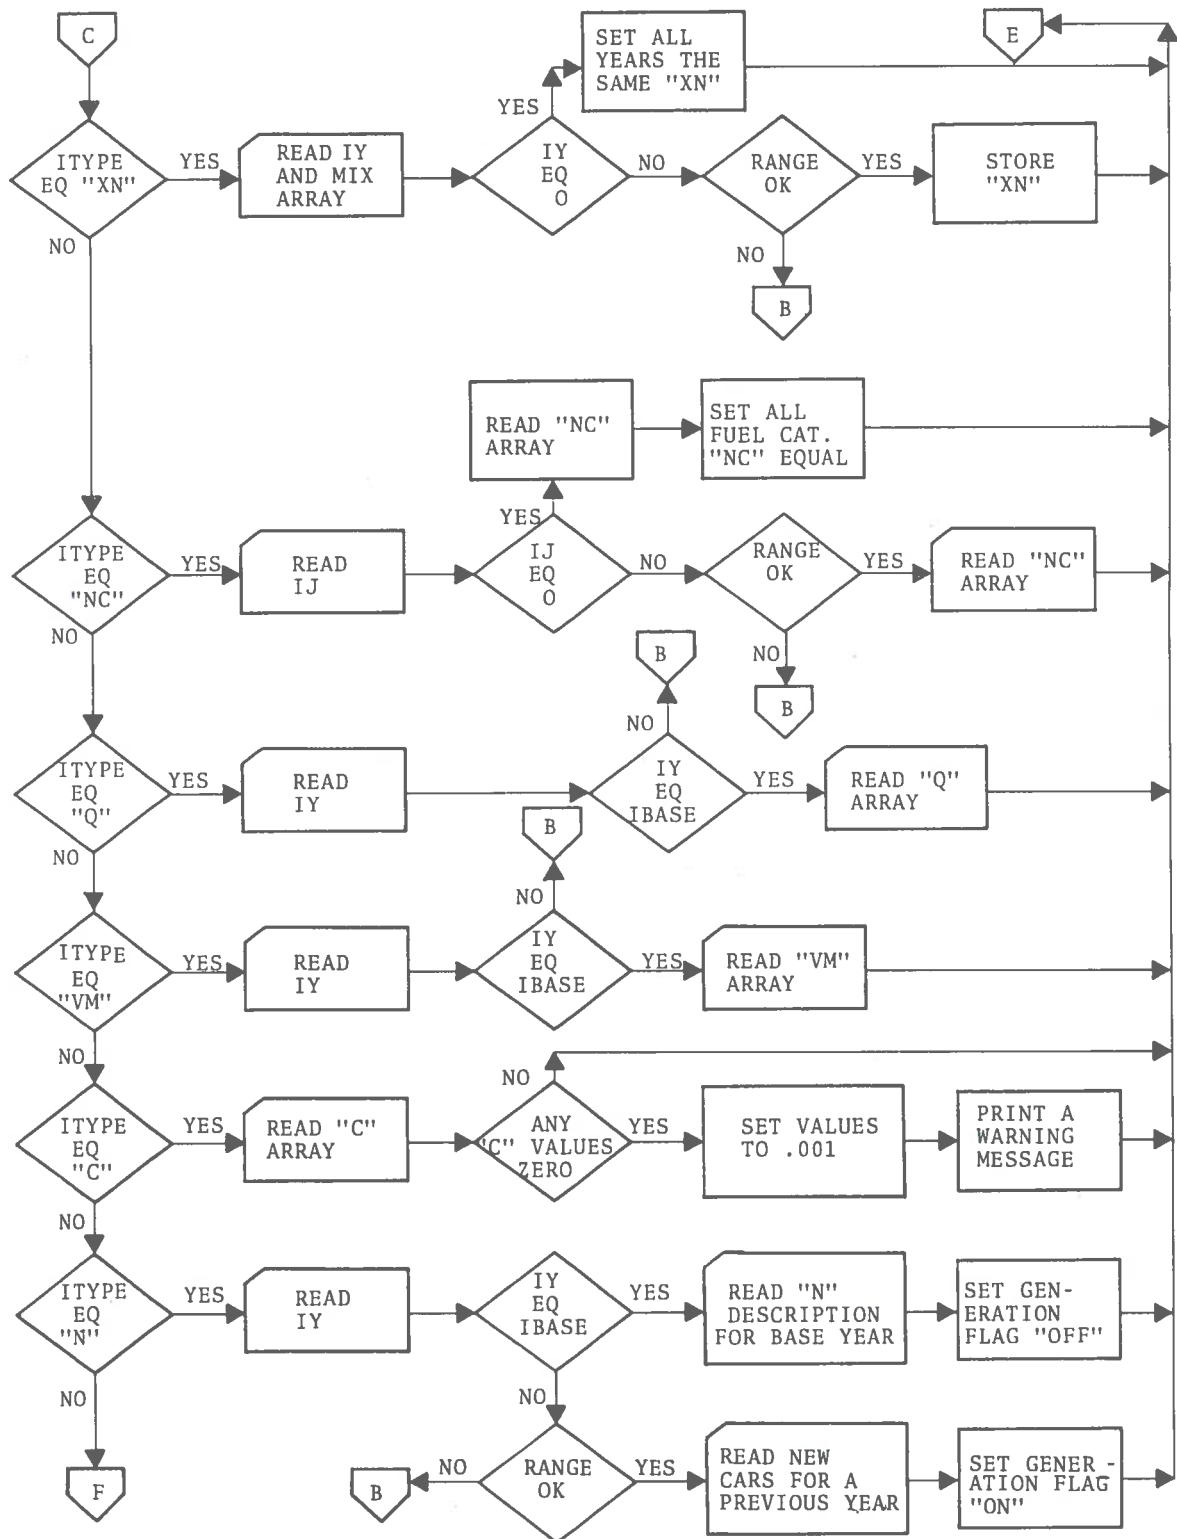 C
SET ALL
YEARS THE
SAME "XN"
E
YES
ITYPE
EQ "XN"
YES
READ IY
AND MIX
ARRAY
IY
EQ
O
NO
RANGE
OK
YES
STORE
"XN"
NO
NO
B
READ "NC"
ARRAY
SET ALL
FUEL CAT.
"NC" EQUAL
YES
ITYPE
EQ
"NC"
YES
READ
IJ
IJ
EQ
O
NO
RANGE
OK
YES
READ "NC"
ARRAY
NO
NO
B
B
NO
ITYPE
EQ
"Q"
YES
READ
IY
IY
EQ
IBASE
YES
READ "Q"
ARRAY
NO
B
NO
ITYPE
EQ
"VM"
YES
READ
IY
IY
EQ
IBASE
YES
READ "VM"
ARRAY
NO
NO
ITYPE
EQ
"C"
YES
READ "C"
ARRAY
ANY
"C" VALUES
ZERO
YES
SET VALUES
TO .001
PRINT A
WARNING
MESSAGE
NO
ITYPE
EQ
"N"
YES
READ
IY
IY
EQ
IBASE
YES
READ "N"
DESCRIPTION
FOR BASE YEAR
SET GEN-
ERATION
FLAG "OFF"
NO
NO
F
B
NO
RANGE
OK
YES
READ NEW
CARS FOR A
PREVIOUS YEAR
SET GENER-
ATION FLAG
"ON"